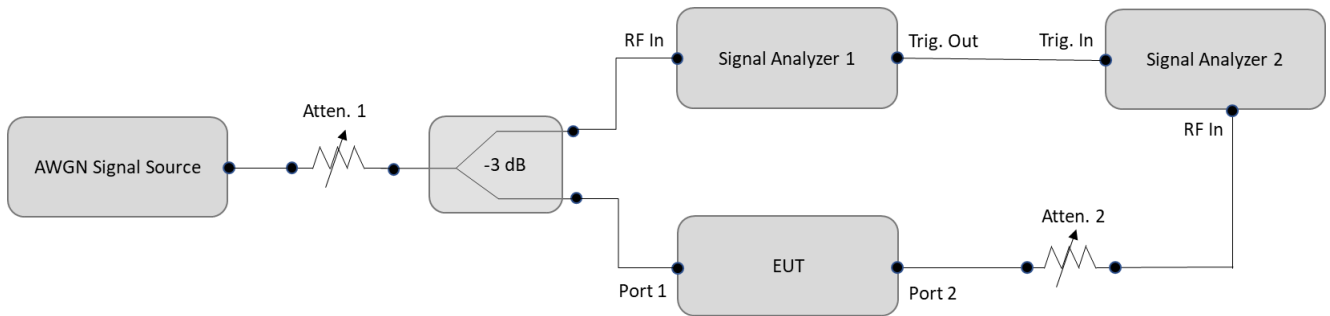 RF In
Signal Analyzer 1
Trig. Out
Trig. In
Signal Analyzer 2
RF In
Atten. 1
AWGN Signal Source
-3 dB
Atten. 2
EUT
Port 1
Port 2